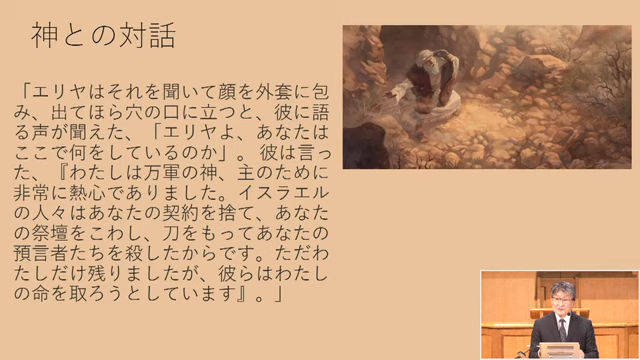 神との対話
「エリヤはそれを聞いて顔を外套に包
み、出てほら穴の口に立つと、彼に語
る声が聞えた、「エリヤよ、あなたは
ここで何をしているのか」。彼は言っ
た、『わたしは万軍の神、主のために
非常に熱心でありました。イスラエル
の人々はあなたの契約を捨て、あなた
の祭壇をこわし、刀をもってあなたの
預言者たちを殺したからです。ただわ
たしだけ残りましたが、彼らはわたし
の命を取ろうとしています』。」